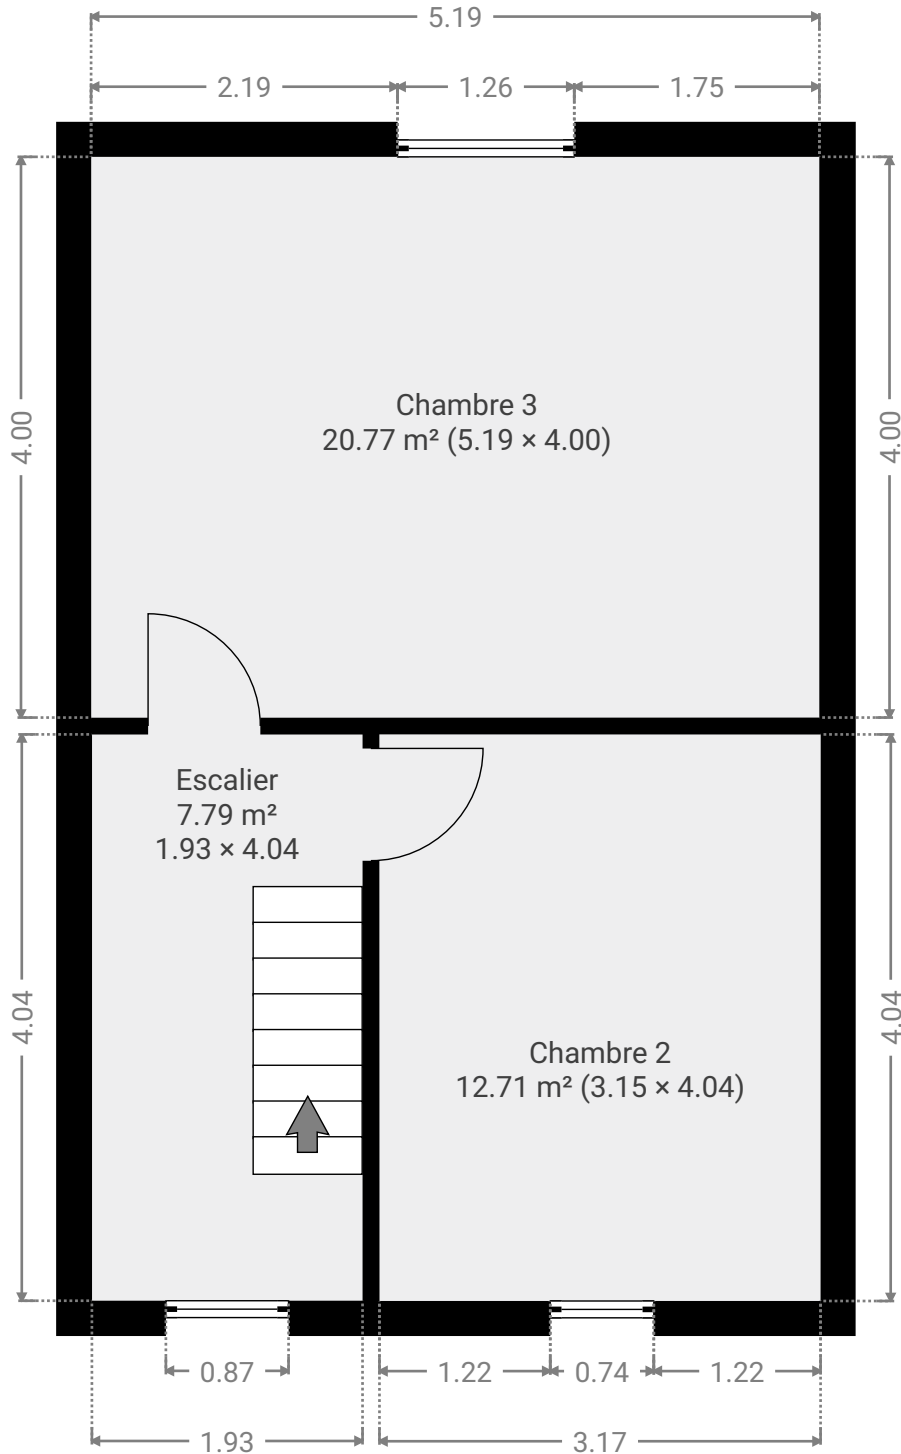 5.19
2.19
1.26
1.75
4.00
4.00
Chambre 3
20.77 m² (5.19 × 4.00)
Escalier
7.79 m²
1.93 × 4.04
4.04
4.04
Chambre 2
12.71 m² (3.15 × 4.04)
0.87
1.22
0.74
1.22
1.93
3.17